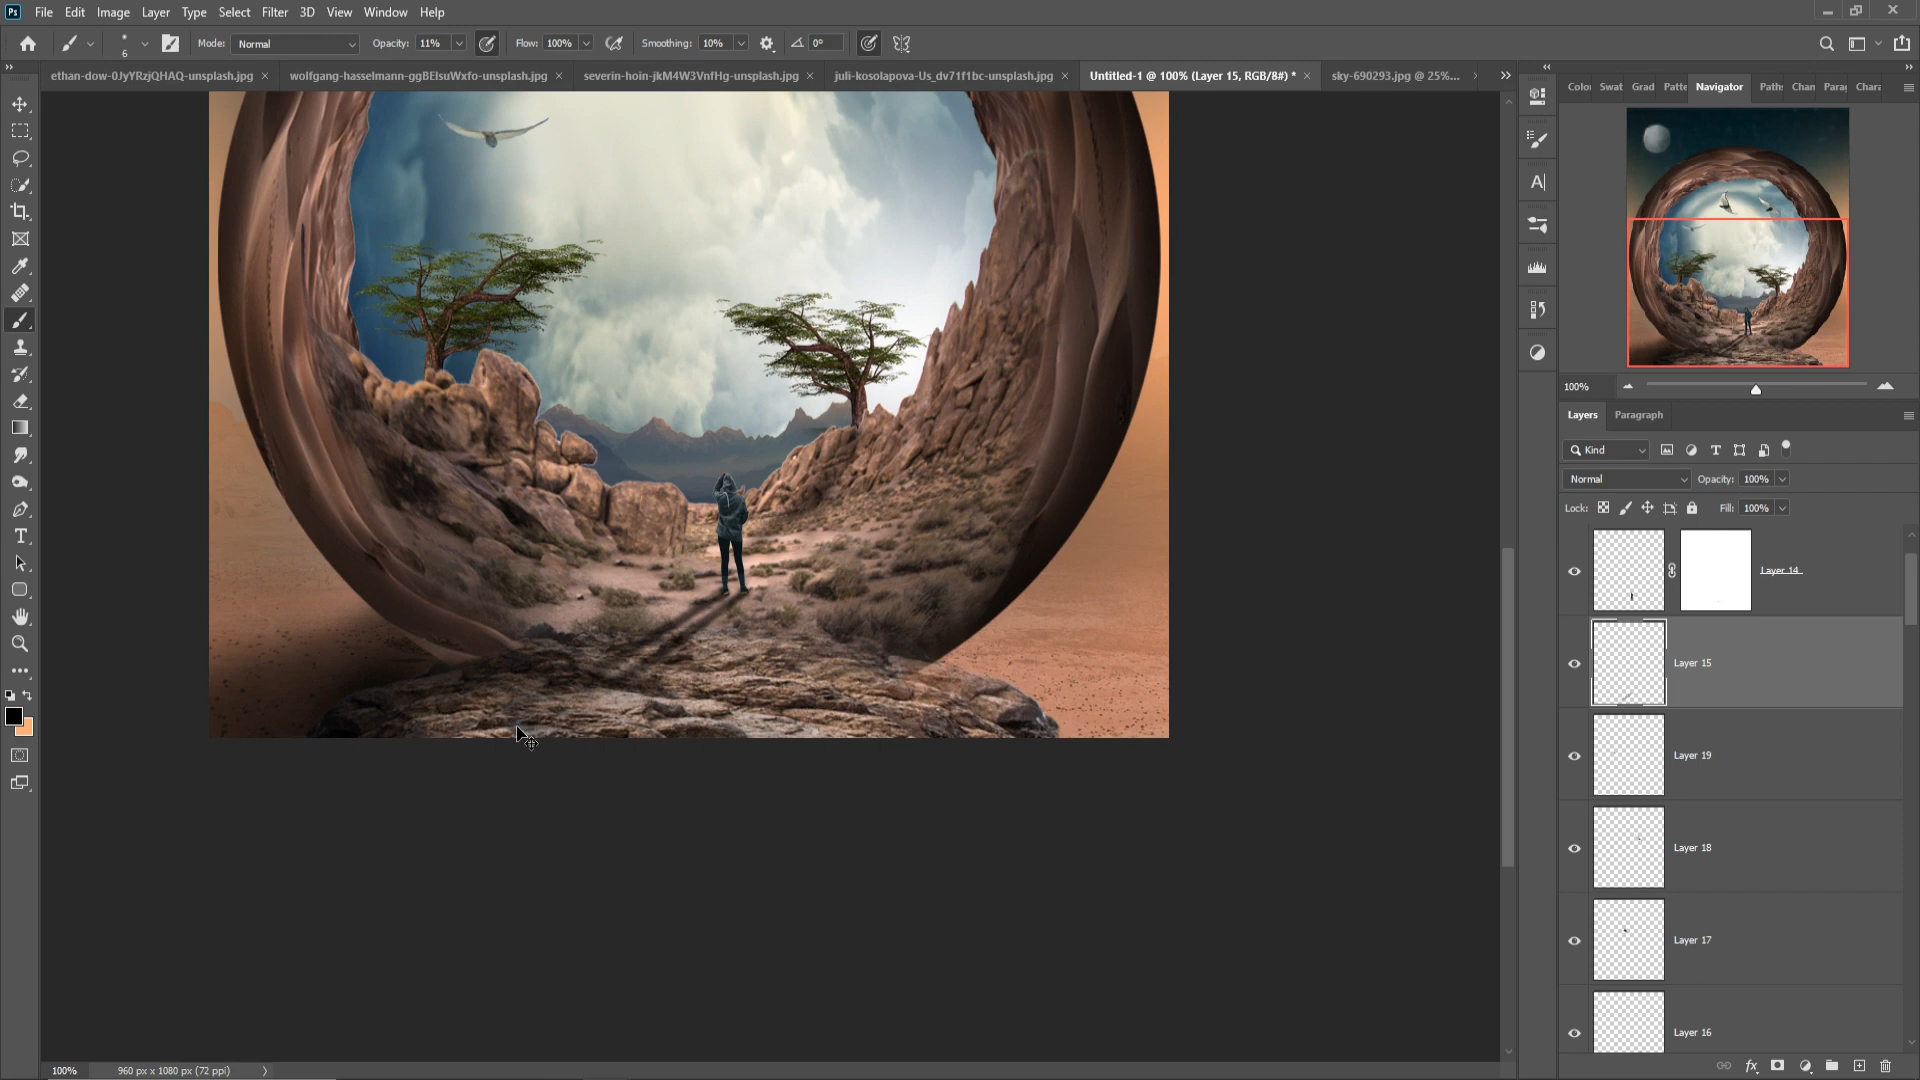 Ps File Edit Image Layer Type Select Filter 3D View Window Help
6 Mode: Normal Opacity: 11% Flow: 100% Smoothing: 10% 0°
ethan-dow-0JyYRzjQHAQ-unsplash.jpg × wolfgang-hasselmann-ggBEIsuWxfo-unsplash.jpg × severin-hoin-jkM4W3VnfHg-unsplash.jpg × juli-kosolapova-Us_dv71f1bc-unsplash.jpg × Untitled-1 @ 100% (Layer 15, RGB/8#) * × sky-690293.jpg @ 25%...
Color Swat Grad Patte Navigator Paths Chan Parag Chara
100%
Layers Paragraph
Kind
Normal Opacity: 100%
Lock: Fill: 100%
Layer 14
Layer 15
Layer 19
Layer 18
Layer 17
Layer 16
100% 960 px x 1080 px (72 ppi)